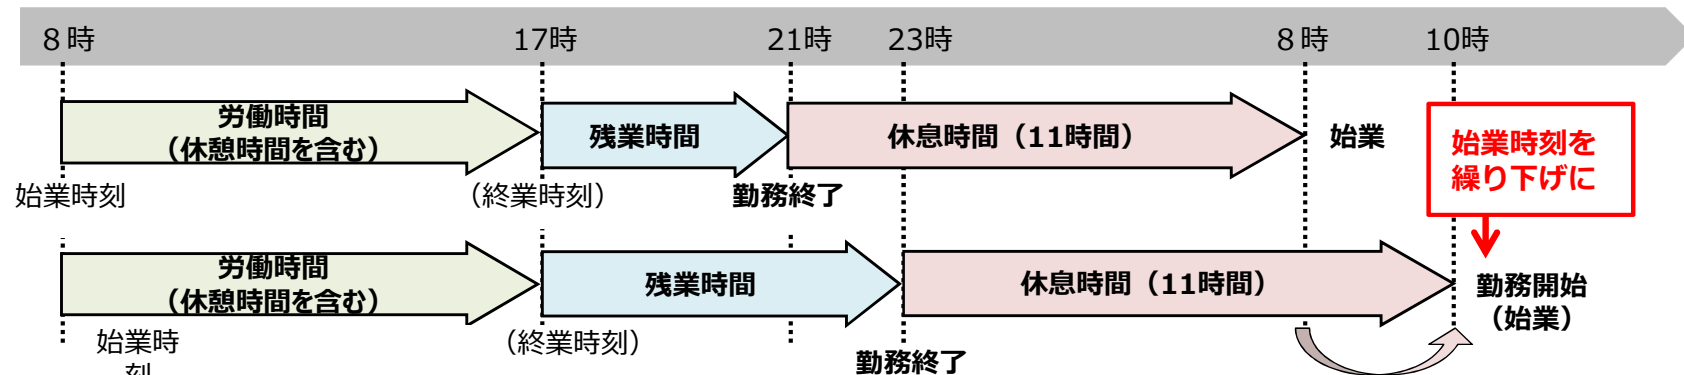 8時 17時 21時 23時 8時 10時
労働時間
（休憩時間を含む）
残業時間
休息時間（11時間）
始業
始業時刻を
繰り下げに
始業時刻
（終業時刻）
勤務終了
労働時間
（休憩時間を含む）
残業時間
休息時間（11時間）
勤務開始
（始業）
始業時
刻
（終業時刻）
勤務終了